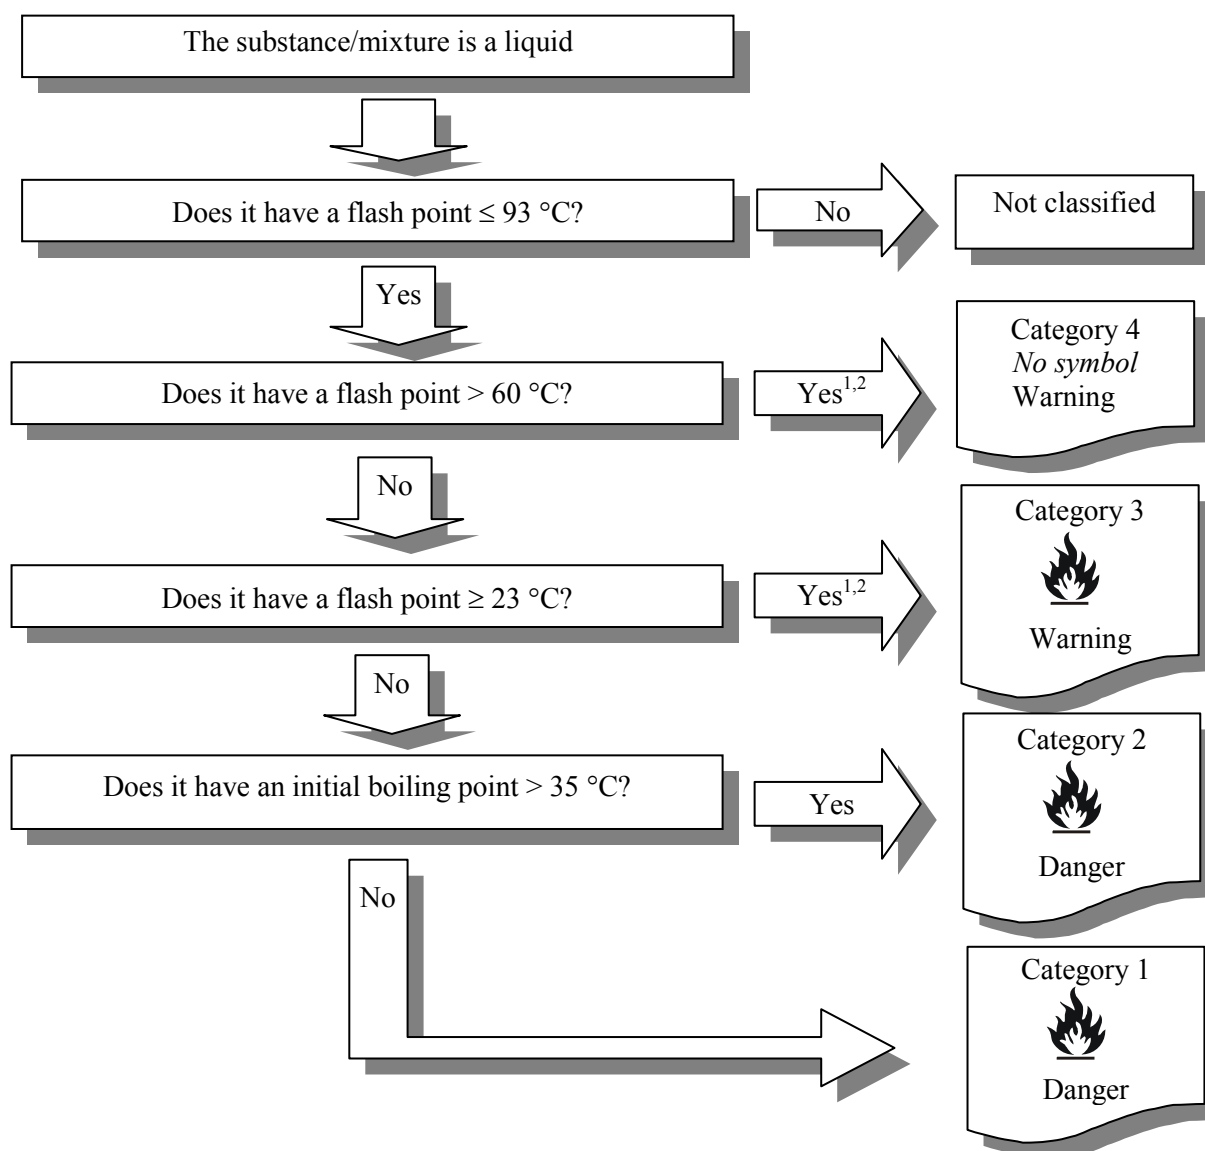 The substance/mixture is a liquid
Does it have a flash point ≤ 93 °C?
No
Not classified
Yes
Does it have a flash point > 60 °C?
Yes1,2
Category 4
No symbol
Warning
No
Does it have a flash point ≥ 23 °C?
Yes1,2
Category 3
Warning
No
Does it have an initial boiling point > 35 °C?
Yes
Category 2
Danger
No
Category 1
Danger